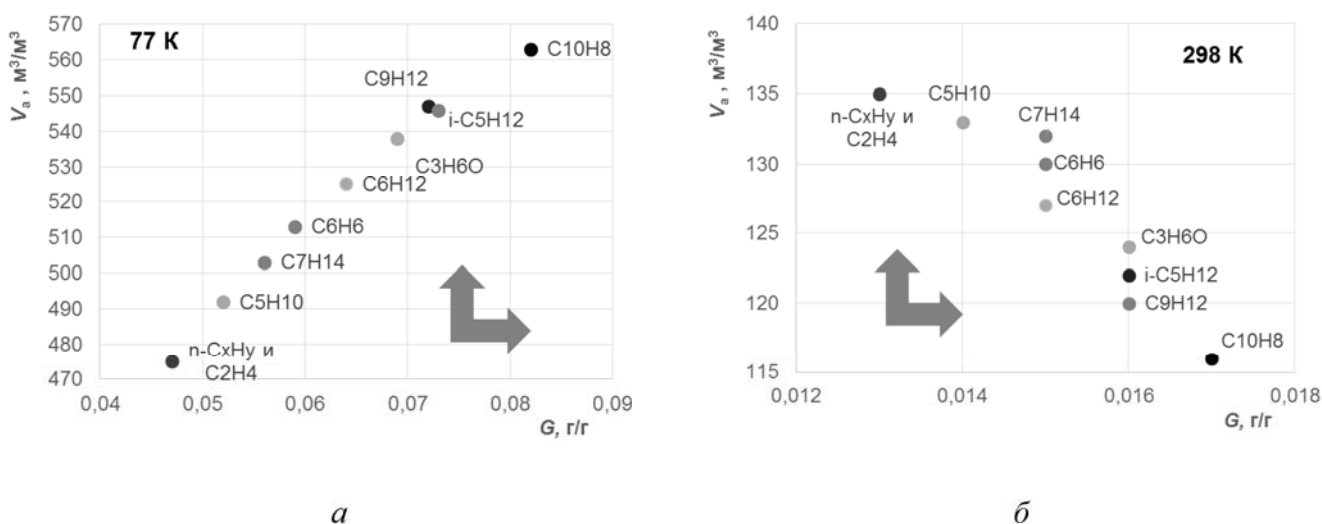 77 К
V_a , м³/м³
570
560
550
540
530
520
510
500
490
480
470
C10H8
C9H12
i-C5H12
C3H6O
C6H12
C6H6
C7H14
C5H10
n-CxHy и
C2H4
0,04
0,05
0,06
0,07
0,08
0,09
G, г/г
а
298 К
V_a , м³/м³
140
135
130
125
120
115
n-CxHy и
C2H4
C5H10
C7H14
C6H6
C6H12
C3H6O
i-C5H12
C9H12
C10H8
0,012
0,014
0,016
0,018
G, г/г
б